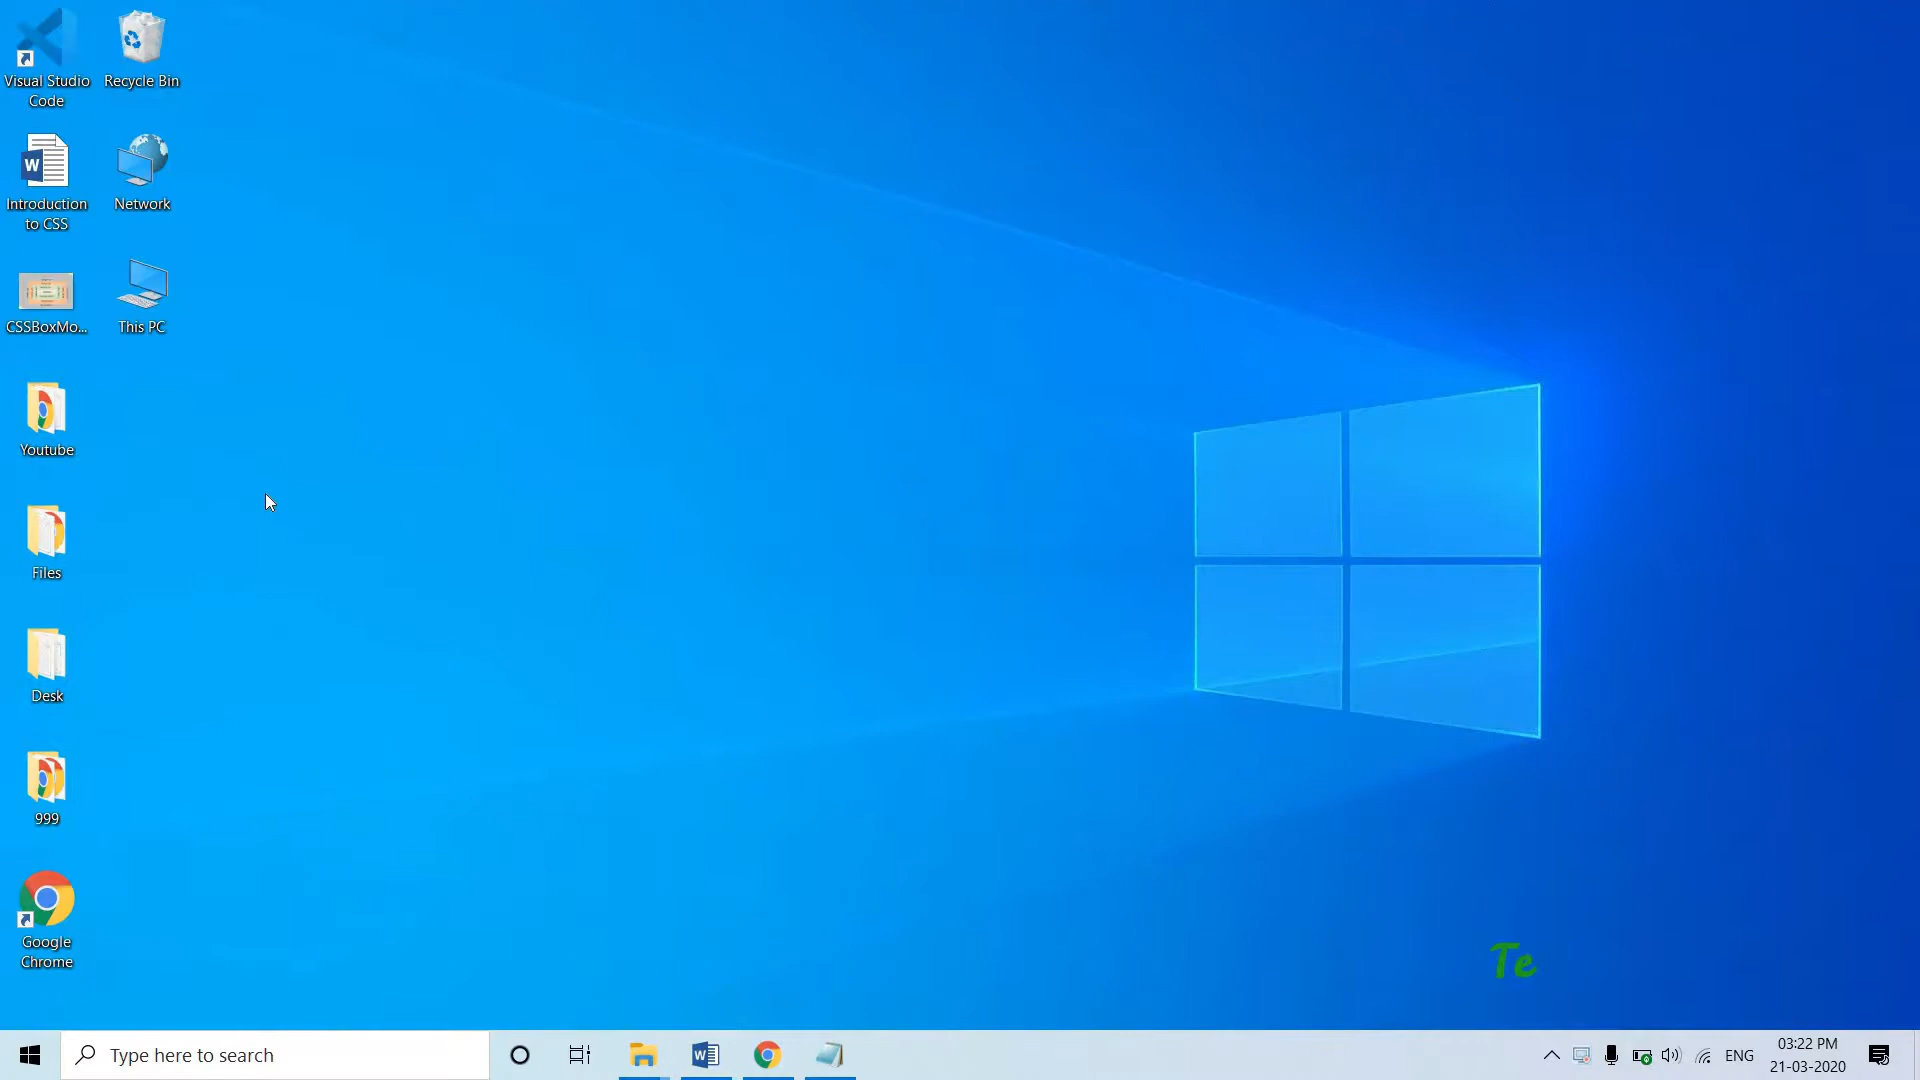 Visual Studio
Code
Recycle Bin
Introduction
to CSS
Network
CSSBoxMo...
This PC
Youtube
Files
Desk
999
Google
Chrome
Te
Type here to search
ENG
03:22 PM
21-03-2020